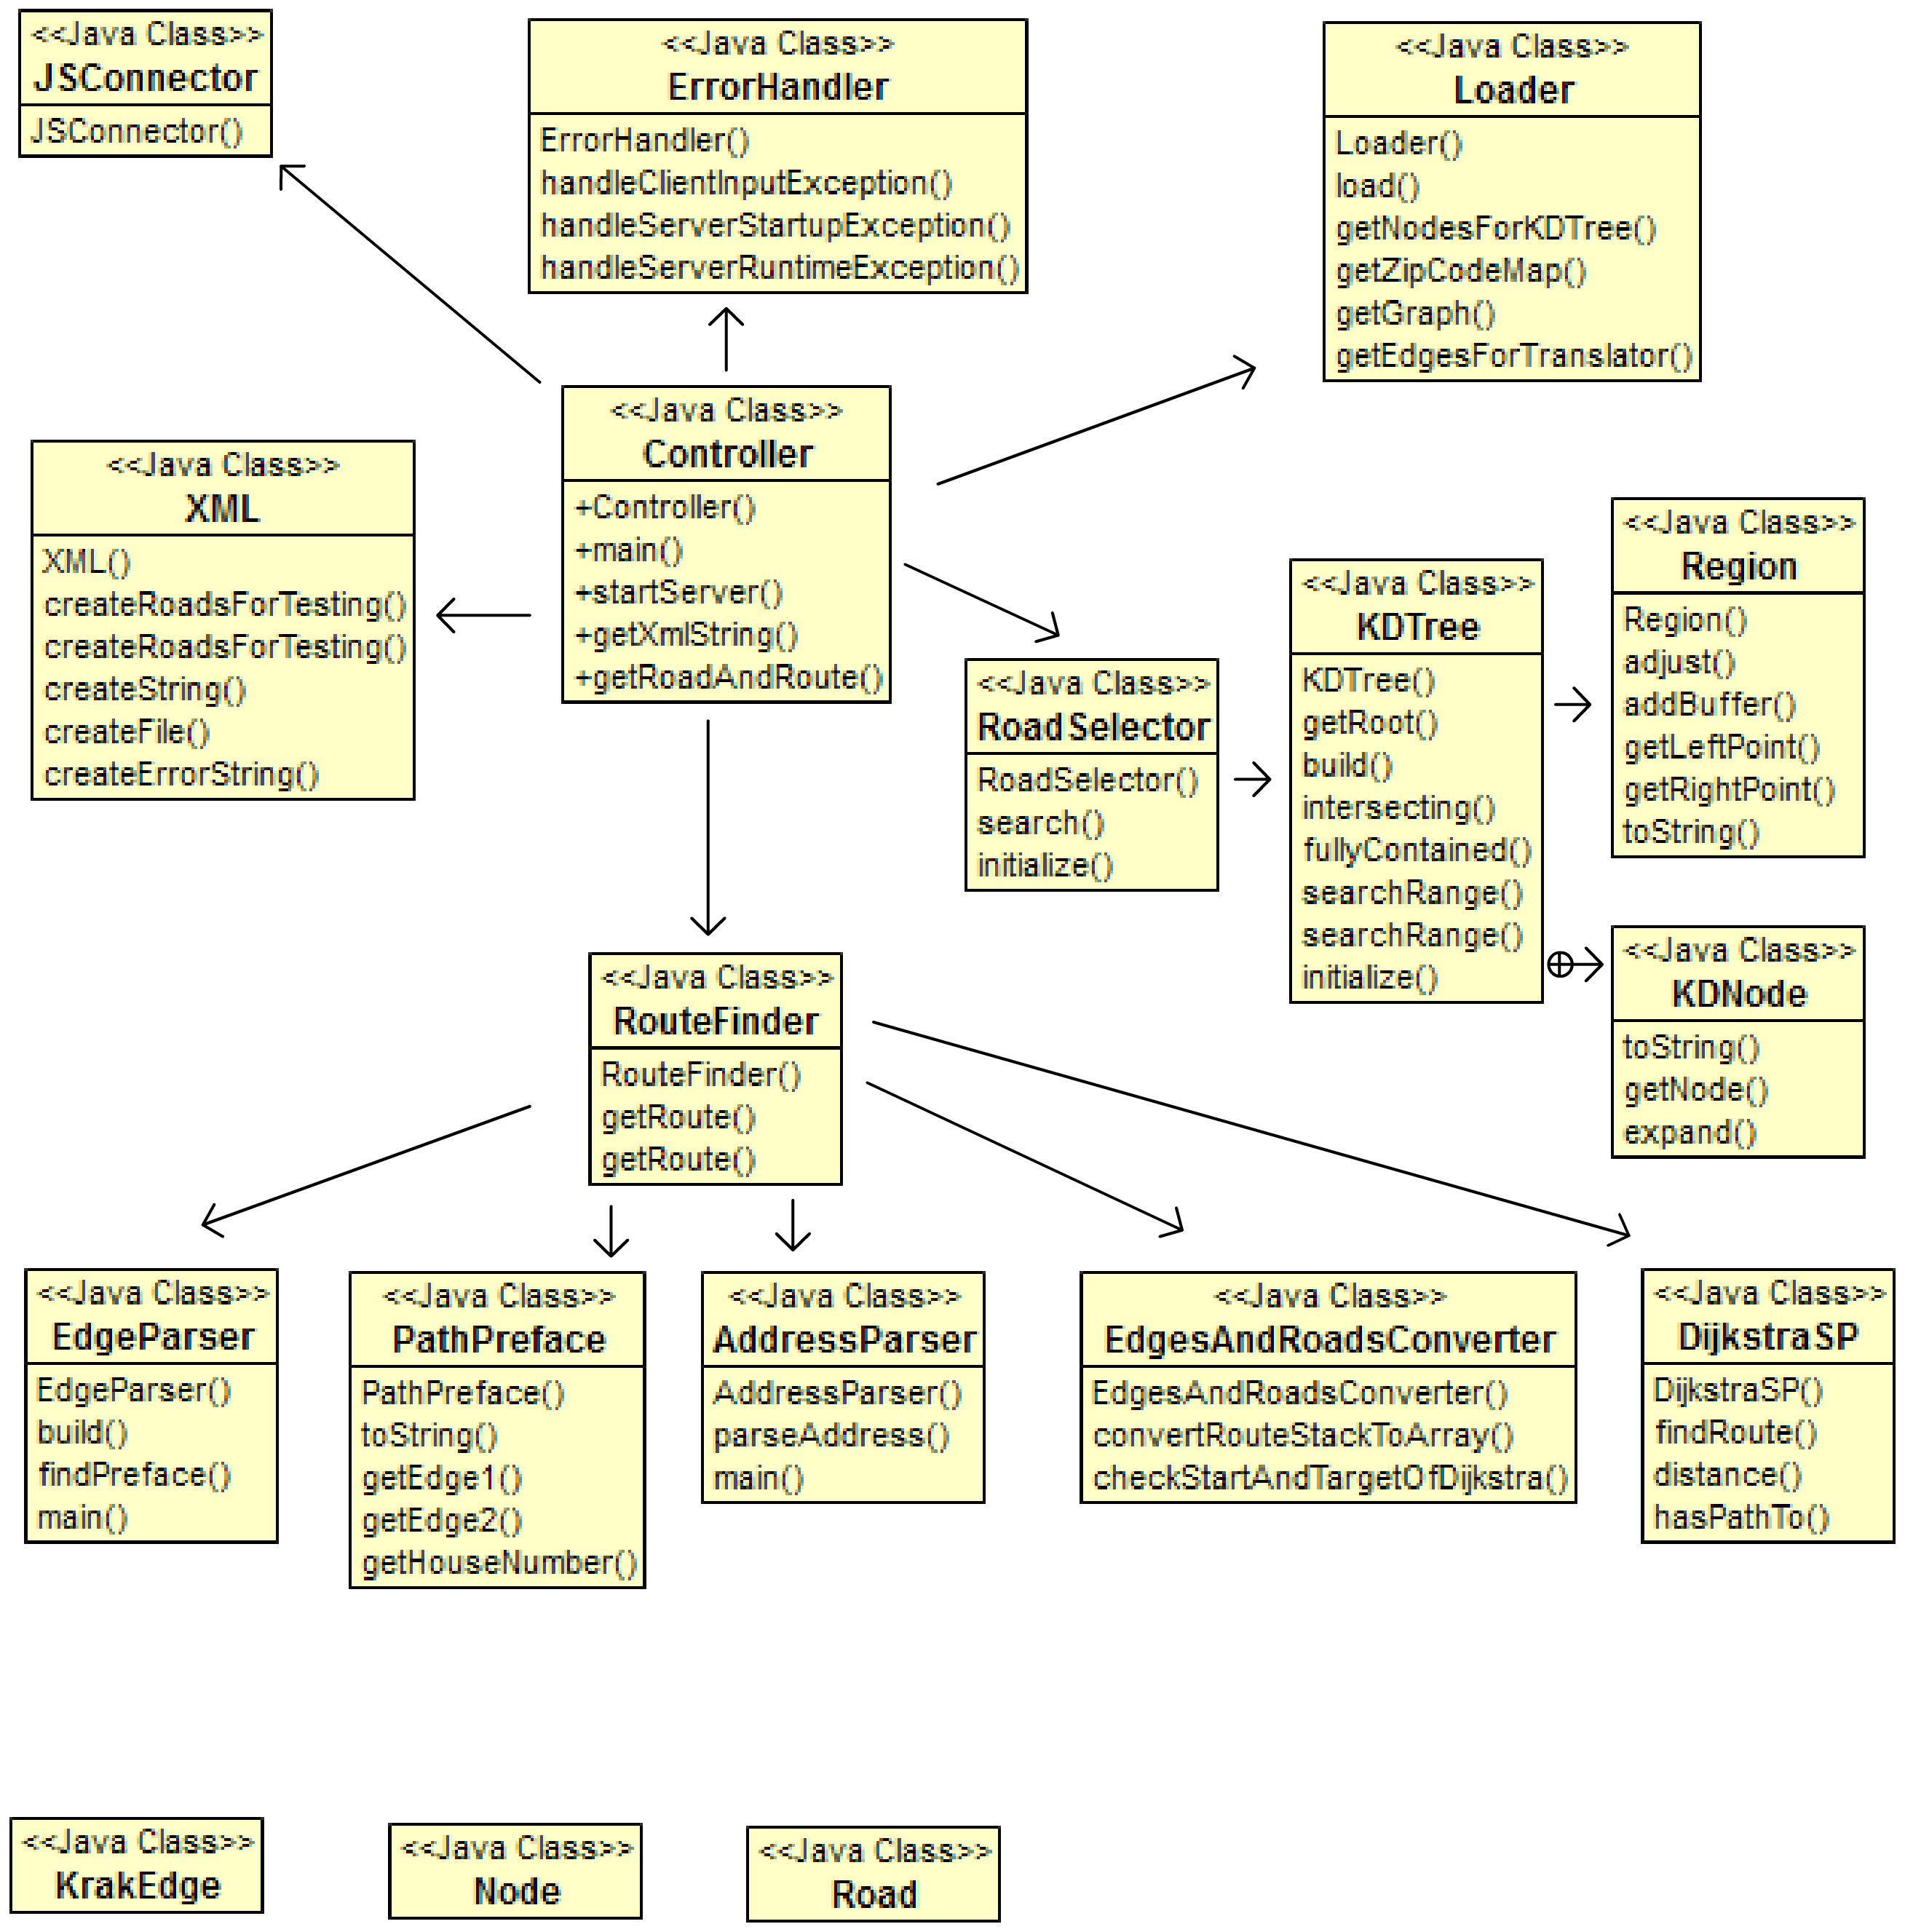 <<Java Class>>
JSConnector
JSConnector()
<<Java Class>>
ErrorHandler
ErrorHandler()
handleClientInputException()
handleServerStartupException()
handleServerRuntimeException()
<<Java Class>>
Loader
Loader()
load()
getNodesForKDTree()
getZipCodeMap()
getGraph()
getEdgesForTranslator()
<<Java Class>>
XML
XML()
createRoadsForTesting()
createRoadsForTesting()
createString()
createFile()
createErrorString()
<<Java Class>>
Controller
+Controller()
+main()
+startServer()
+getXmlString()
+getRoadAndRoute()
<<Java Class>>
RoadSelector
RoadSelector()
search()
initialize()
<<Java Class>>
KDTree
KDTree()
getRoot()
build()
intersecting()
fullyContained()
searchRange()
searchRange()
initialize()
<<Java Class>>
Region
Region()
adjust()
addBuffer()
getLeftPoint()
getRightPoint()
toString()
<<Java Class>>
KDNode
toString()
getNode()
expand()
<<Java Class>>
RouteFinder
RouteFinder()
getRoute()
getRoute()
<<Java Class>>
EdgeParser
EdgeParser()
build()
findPreface()
main()
<<Java Class>>
PathPreface
PathPreface()
toString()
getEdge1()
getEdge2()
getHouseNumber()
<<Java Class>>
AddressParser
AddressParser()
parseAddress()
main()
<<Java Class>>
EdgesAndRoadsConverter
EdgesAndRoadsConverter()
convertRouteStackToArray()
checkStartAndTargetOfDijkstra()
<<Java Class>>
DijkstraSP
DijkstraSP()
findRoute()
distance()
hasPathTo()
<<Java Class>>
KrakEdge
<<Java Class>>
Node
<<Java Class>>
Road